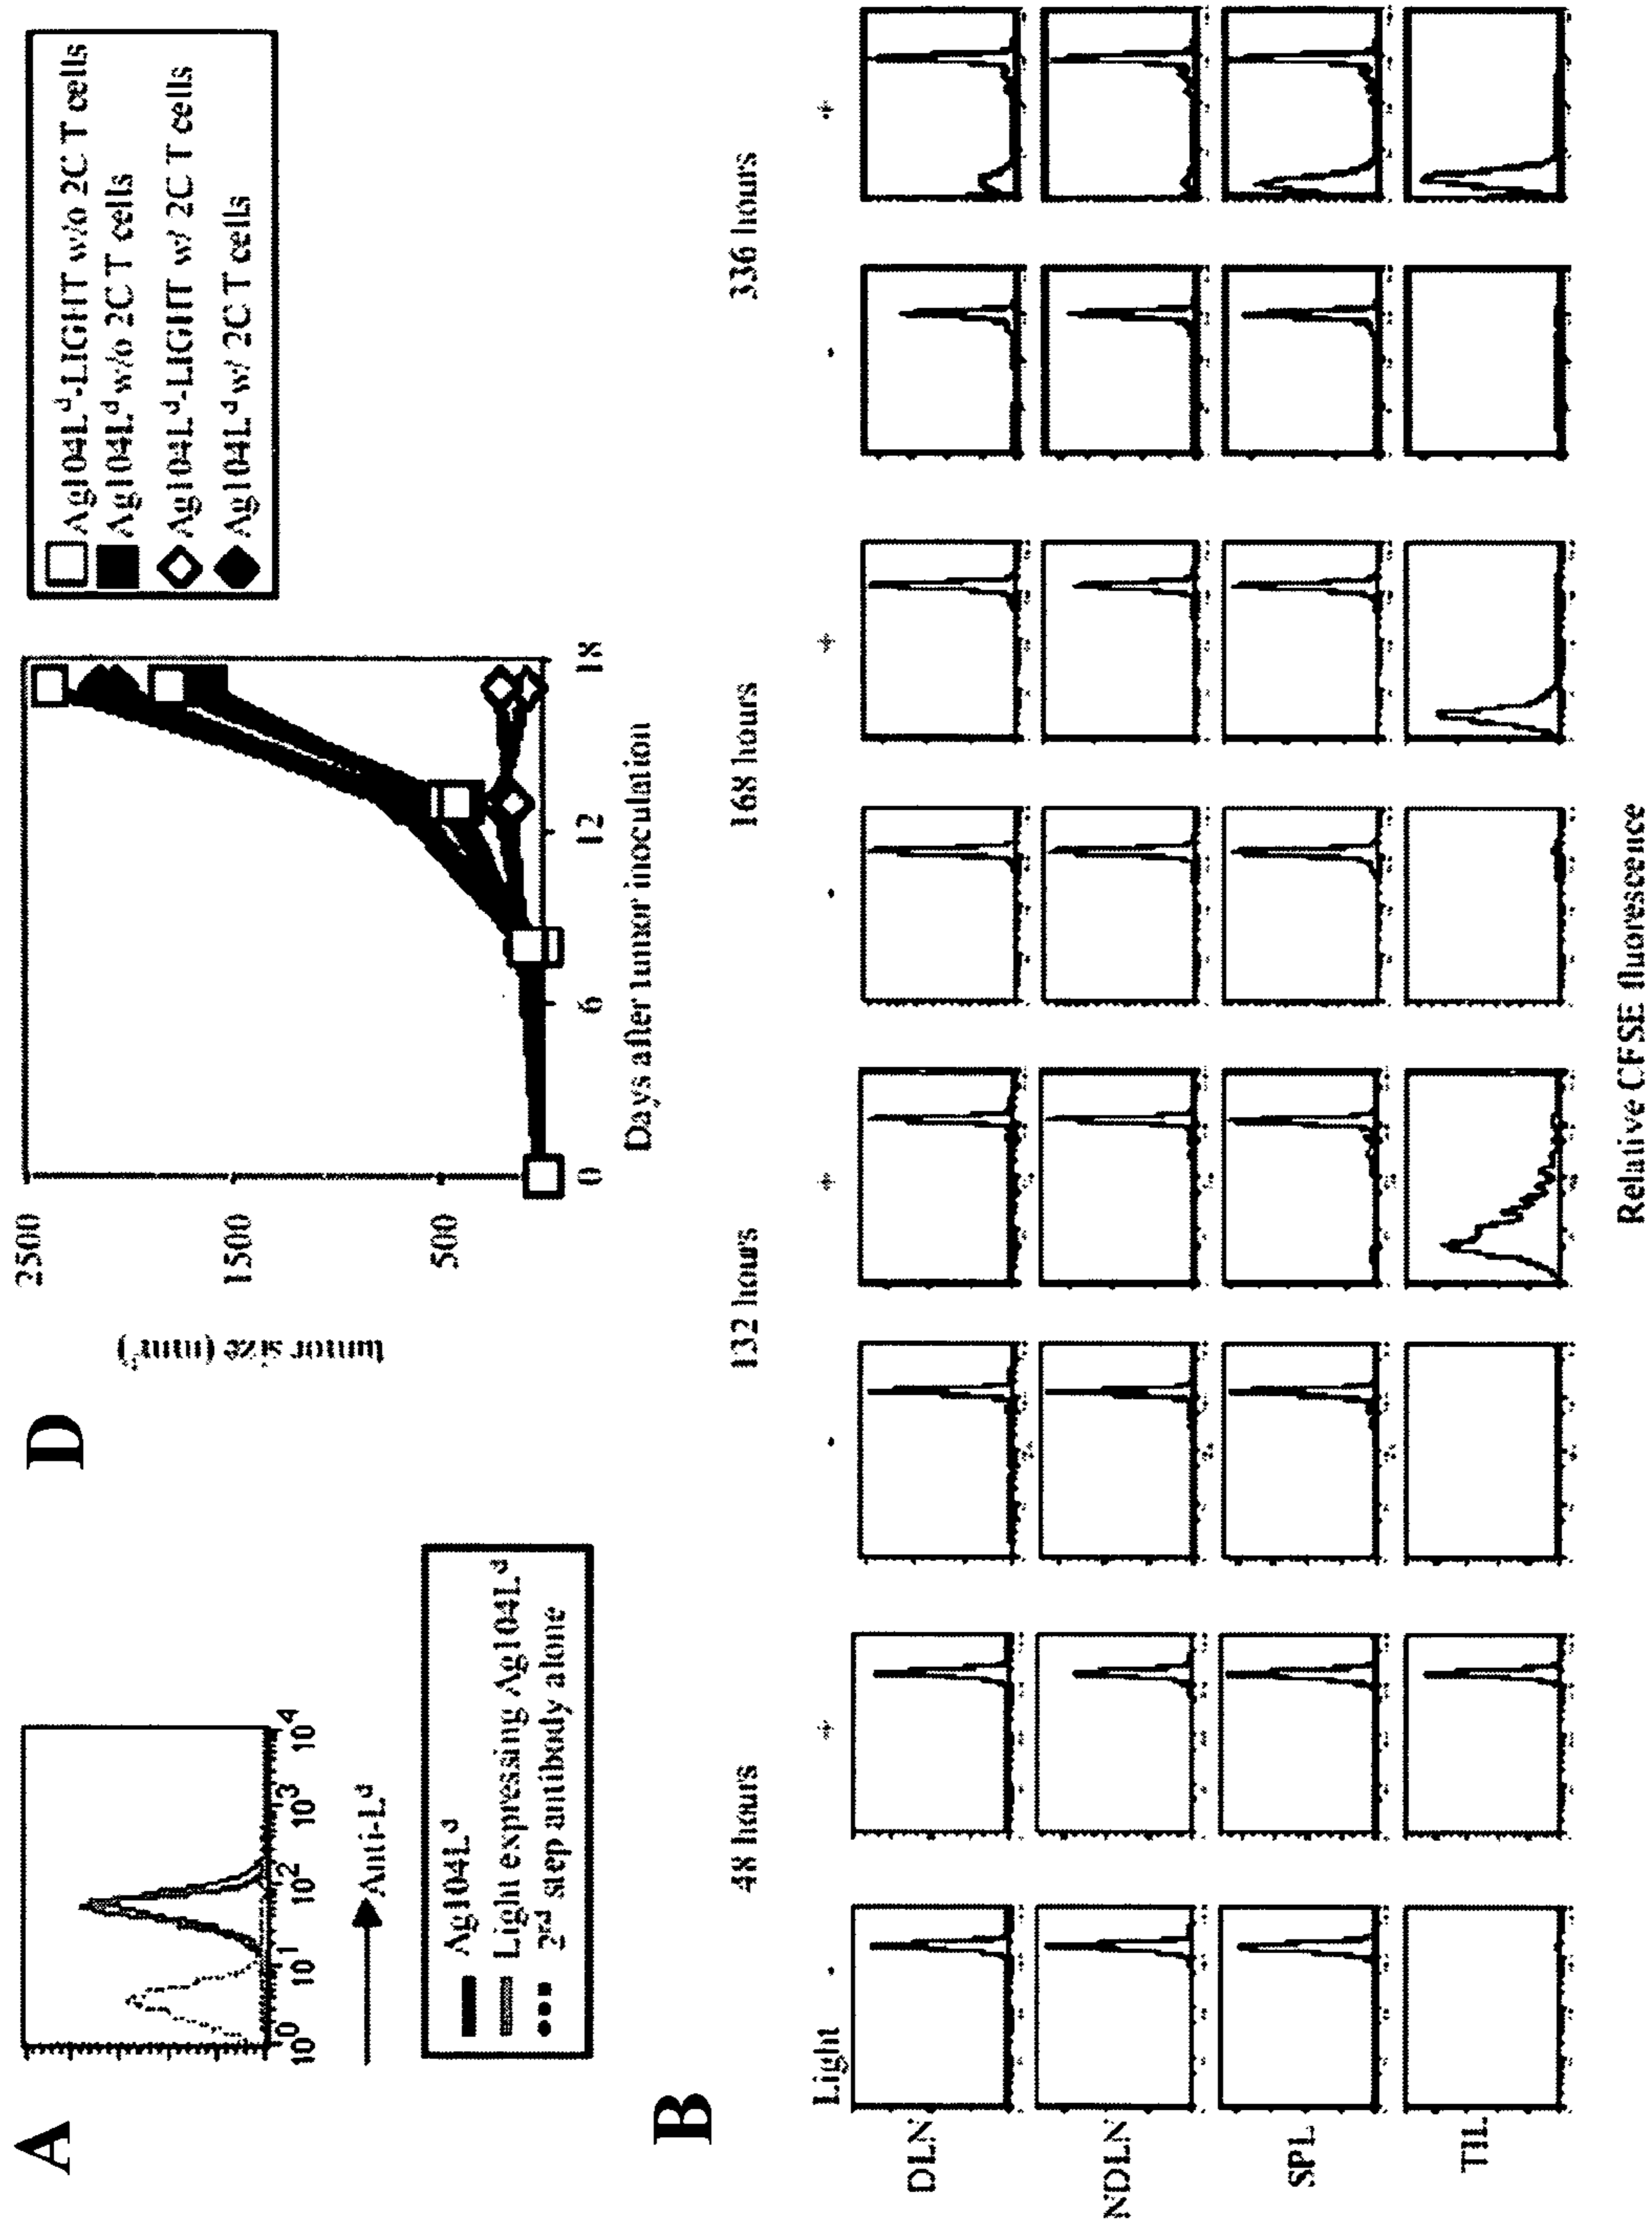 A
10^0 10^1 10^2 10^3 10^4
Anti-L^d
Ag104L^d
Light expressing Ag104L^d
2nd step antibody alone
D
tumor size (mm^3)
2500
1500
500
0 6 12 18
Days after tumor inoculation
Ag104L^d-LIGHT w/o 2C T cells
Ag104L^d w/o 2C T cells
Ag104L^d-LIGHT w/ 2C T cells
Ag104L^d w/ 2C T cells
B
48 hours 132 hours 168 hours 336 hours
Light - + - + - + - +
DLN
NDLN
SPL
TIL
Relative CFSE fluorescence